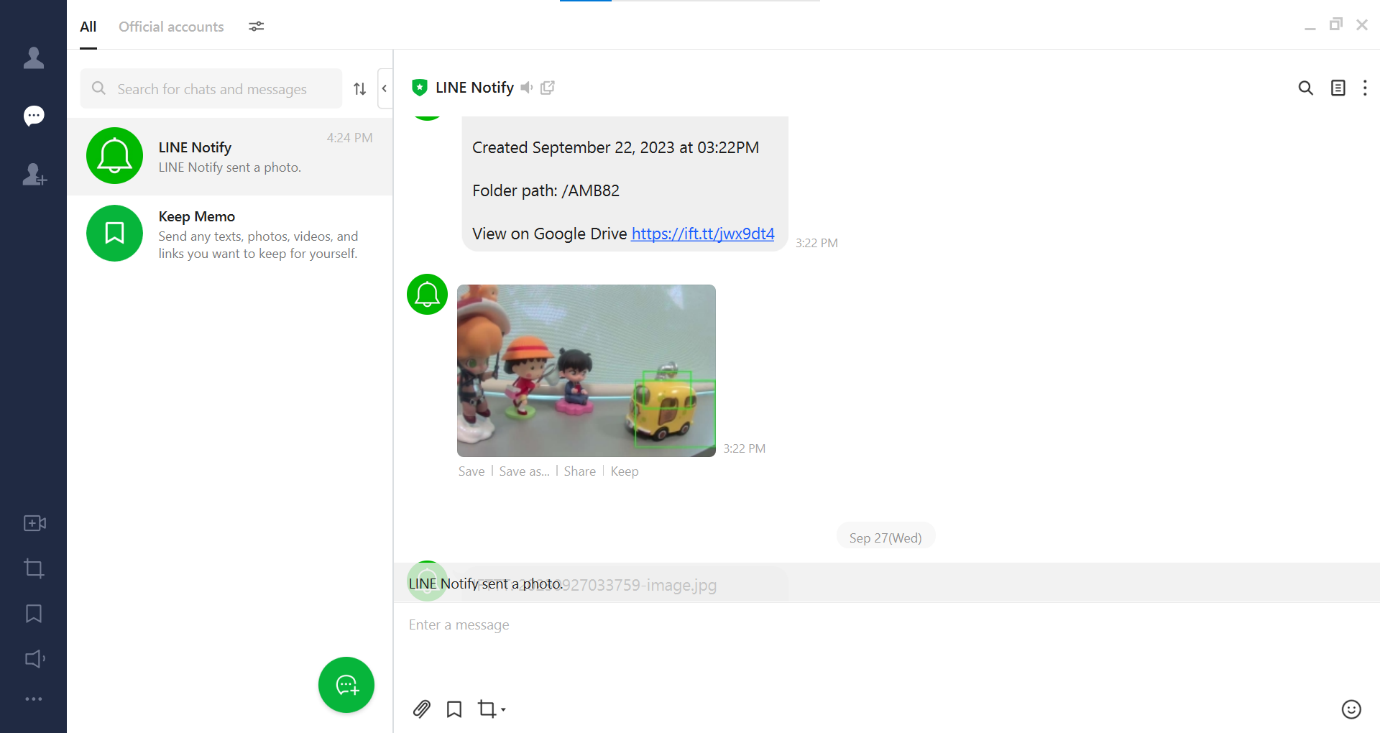 All
Official accounts
Search for chats and messages
LINE Notify
4:24 PM
LINE Notify sent a photo.
Keep Memo
Send any texts, photos, videos, and
links you want to keep for yourself.
LINE Notify
Created September 22, 2023 at 03:22PM
Folder path: /AMB82
View on Google Drive https://ift.tt/jwx9dt4
3:22 PM
3:22 PM
Save | Save as... | Share | Keep
Sep 27(Wed)
LINE Notify sent a photo.
927033759-image.jpg
Enter a message